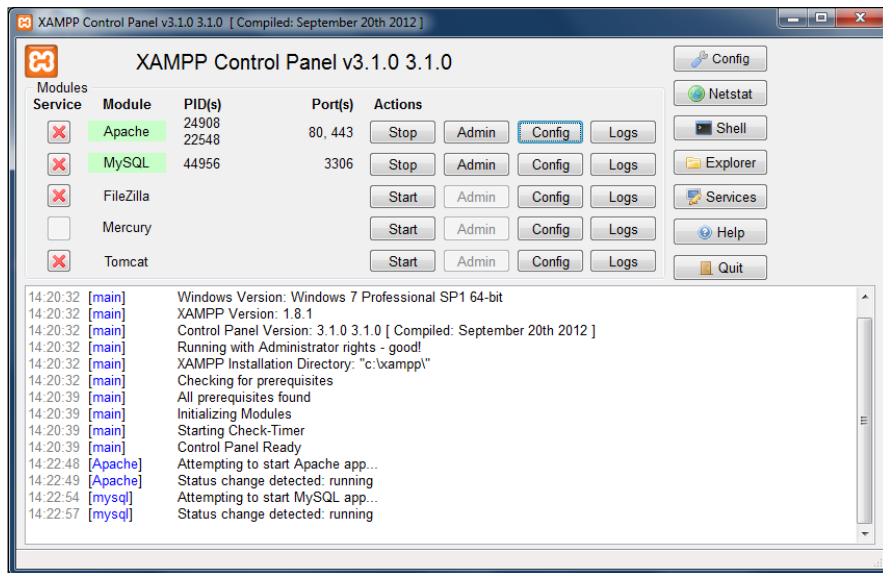 XAMPP Control Panel v3.1.0 3.1.0 [ Compiled: September 20th 2012 ]
XAMPP Control Panel v3.1.0 3.1.0
Config
Modules
Netstat
Service Module PID(s) Port(s) Actions
Apache 24908 22548 80, 443 Stop Admin Config Logs
Shell
MySQL 44956 3306 Stop Admin Config Logs
Explorer
FileZilla Start Admin Config Logs
Services
Mercury Start Admin Config Logs
Help
Tomcat Start Admin Config Logs
Quit
14:20:32 [main] Windows Version: Windows 7 Professional SP1 64-bit
14:20:32 [main] XAMPP Version: 1.8.1
14:20:32 [main] Control Panel Version: 3.1.0 3.1.0 [ Compiled: September 20th 2012 ]
14:20:32 [main] Running with Administrator rights - good!
14:20:32 [main] XAMPP Installation Directory: "c:\xampp\"
14:20:32 [main] Checking for prerequisites
14:20:39 [main] All prerequisites found
14:20:39 [main] Initializing Modules
14:20:39 [main] Starting Check-Timer
14:20:39 [main] Control Panel Ready
14:22:48 [Apache] Attempting to start Apache app...
14:22:49 [Apache] Status change detected: running
14:22:54 [mysql] Attempting to start MySQL app...
14:22:57 [mysql] Status change detected: running